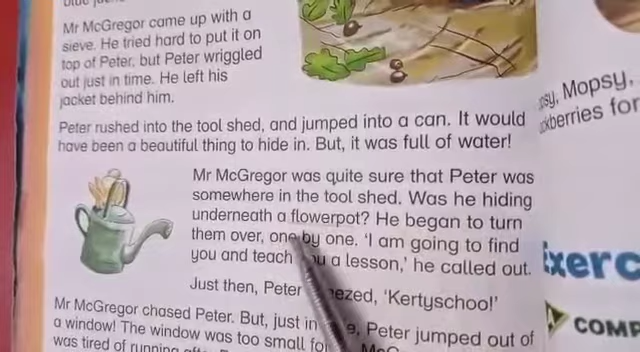 Mr McGregor came up with a
sieve. He tried hard to put it on
top of Peter, but Peter wriggled
out just in time. He left his
jacket behind him.
Peter rushed into the tool shed, and jumped into a can. It would
have been a beautiful thing to hide in. But, it was full of water!
Mr McGregor was quite sure that Peter was
somewhere in the tool shed. Was he hiding
underneath a flowerpot? He began to turn
them over, one by one. 'I am going to find
you and teach a lesson,' he called out.
Just then, Peter 'Kertyschoo!'
Mr McGregor chased Peter. But, just in Peter jumped out of
a window! The window was too small
was tired of running
Mopsy,
for